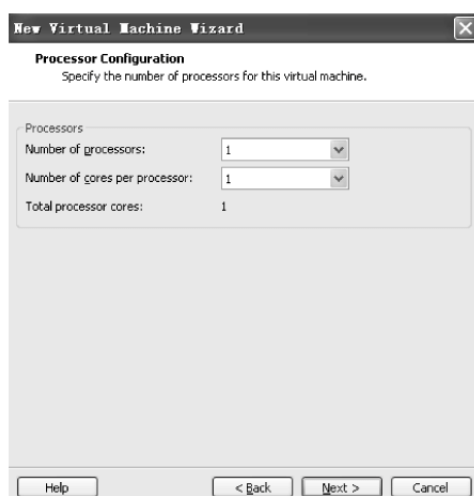 New Virtual Machine Wizard
Processor Configuration
Specify the number of processors for this virtual machine.
Processors
Number of processors: 1
Number of cores per processor: 1
Total processor cores: 1
Help < Back Next > Cancel